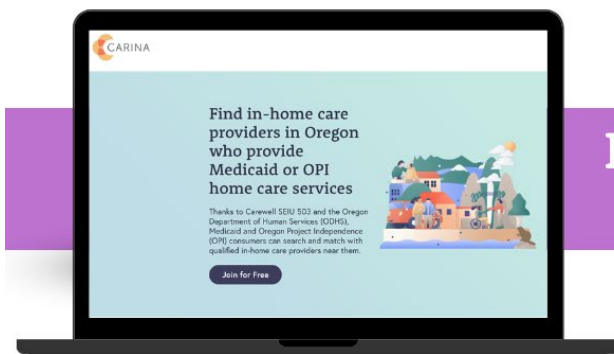 CARINA
Find in-home care
providers in Oregon
who provide
Medicaid or OPI
home care services
Thanks to Carewell SEIU 503 and the Oregon
Department of Human Services (ODHS),
Medicaid and Oregon Project Independence
(OPI) consumers can search and match with
qualified in-home care providers near them.
Join for Free